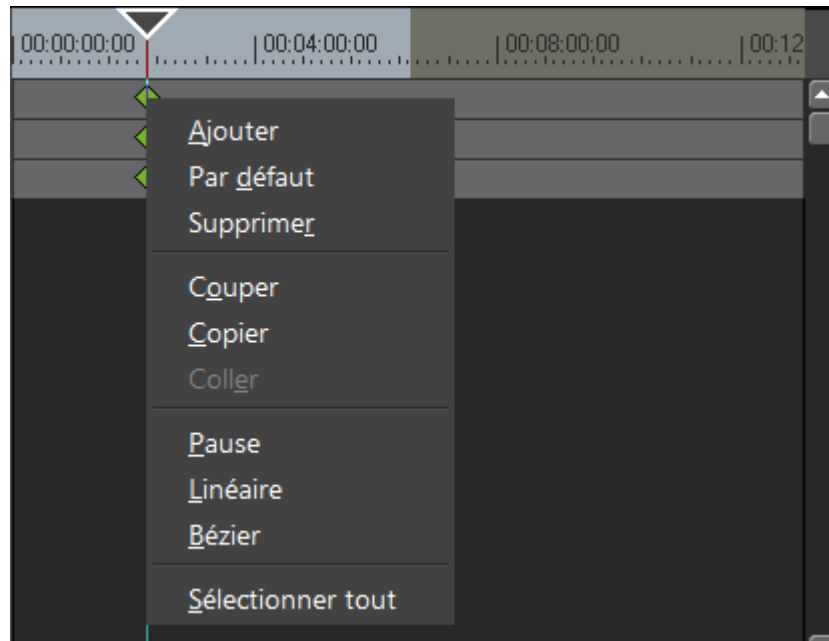 00:00:00:00 00:04:00:00 00:08:00:00 00:12
Ajouter
Par défaut
Supprimer
Couper
Copier
Coller
Pause
Linéaire
Bézier
Sélectionner tout